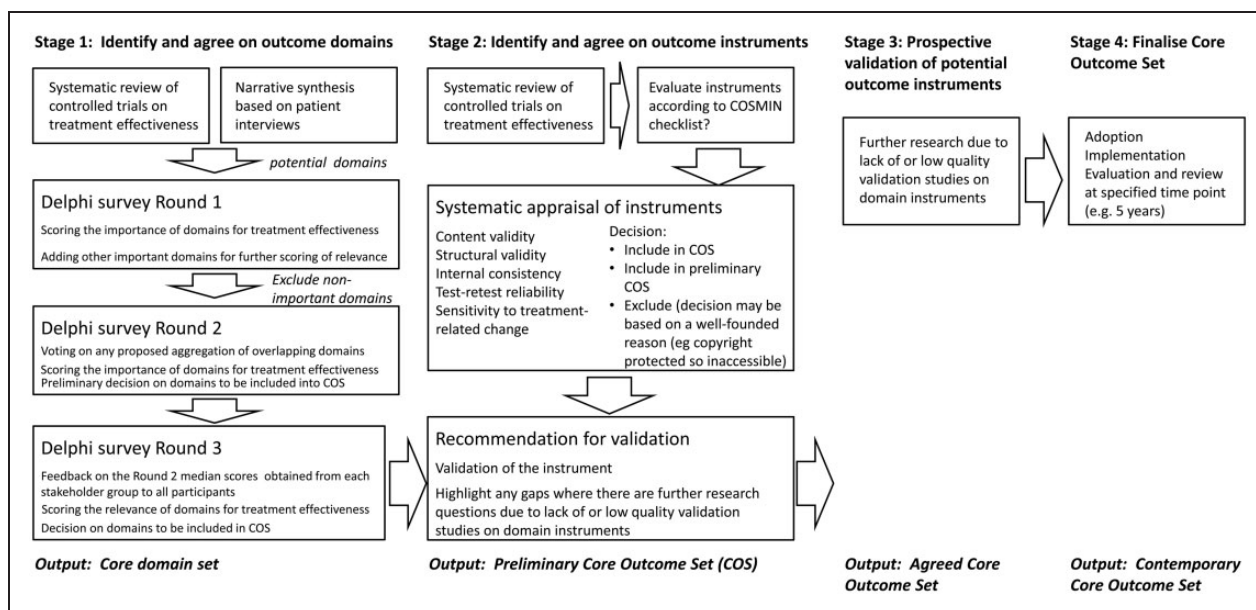 Stage 1: Identify and agree on outcome domains
Systematic review of
controlled trials on
treatment effectiveness
Narrative synthesis
based on patient
interviews
potential domains
Delphi survey Round 1
Scoring the importance of domains for treatment effectiveness
Adding other important domains for further scoring of relevance
Exclude non-
important domains
Delphi survey Round 2
Voting on any proposed aggregation of overlapping domains
Scoring the importance of domains for treatment effectiveness
Preliminary decision on domains to be included into COS
Delphi survey Round 3
Feedback on the Round 2 median scores obtained from each
stakeholder group to all participants
Scoring the relevance of domains for treatment effectiveness
Decision on domains to be included in COS
Output: Core domain set
Stage 2: Identify and agree on outcome instruments
Systematic review of
controlled trials on
treatment effectiveness
Evaluate instruments
according to COSMIN
checklist?
Systematic appraisal of instruments
Content validity
Structural validity
Internal consistency
Test-retest reliability
Sensitivity to treatment-
related change
Decision:
• Include in COS
• Include in preliminary
COS
• Exclude (decision may be
based on a well-founded
reason (eg copyright
protected so inaccessible)
Recommendation for validation
Validation of the instrument
Highlight any gaps where there are further research
questions due to lack of or low quality validation
studies on domain instruments
Output: Preliminary Core Outcome Set (COS)
Stage 3: Prospective
validation of potential
outcome instruments
Further research due to
lack of or low quality
validation studies on
domain instruments
Output: Agreed Core
Outcome Set
Stage 4: Finalise Core
Outcome Set
Adoption
Implementation
Evaluation and review
at specified time point
(e.g. 5 years)
Output: Contemporary
Core Outcome Set